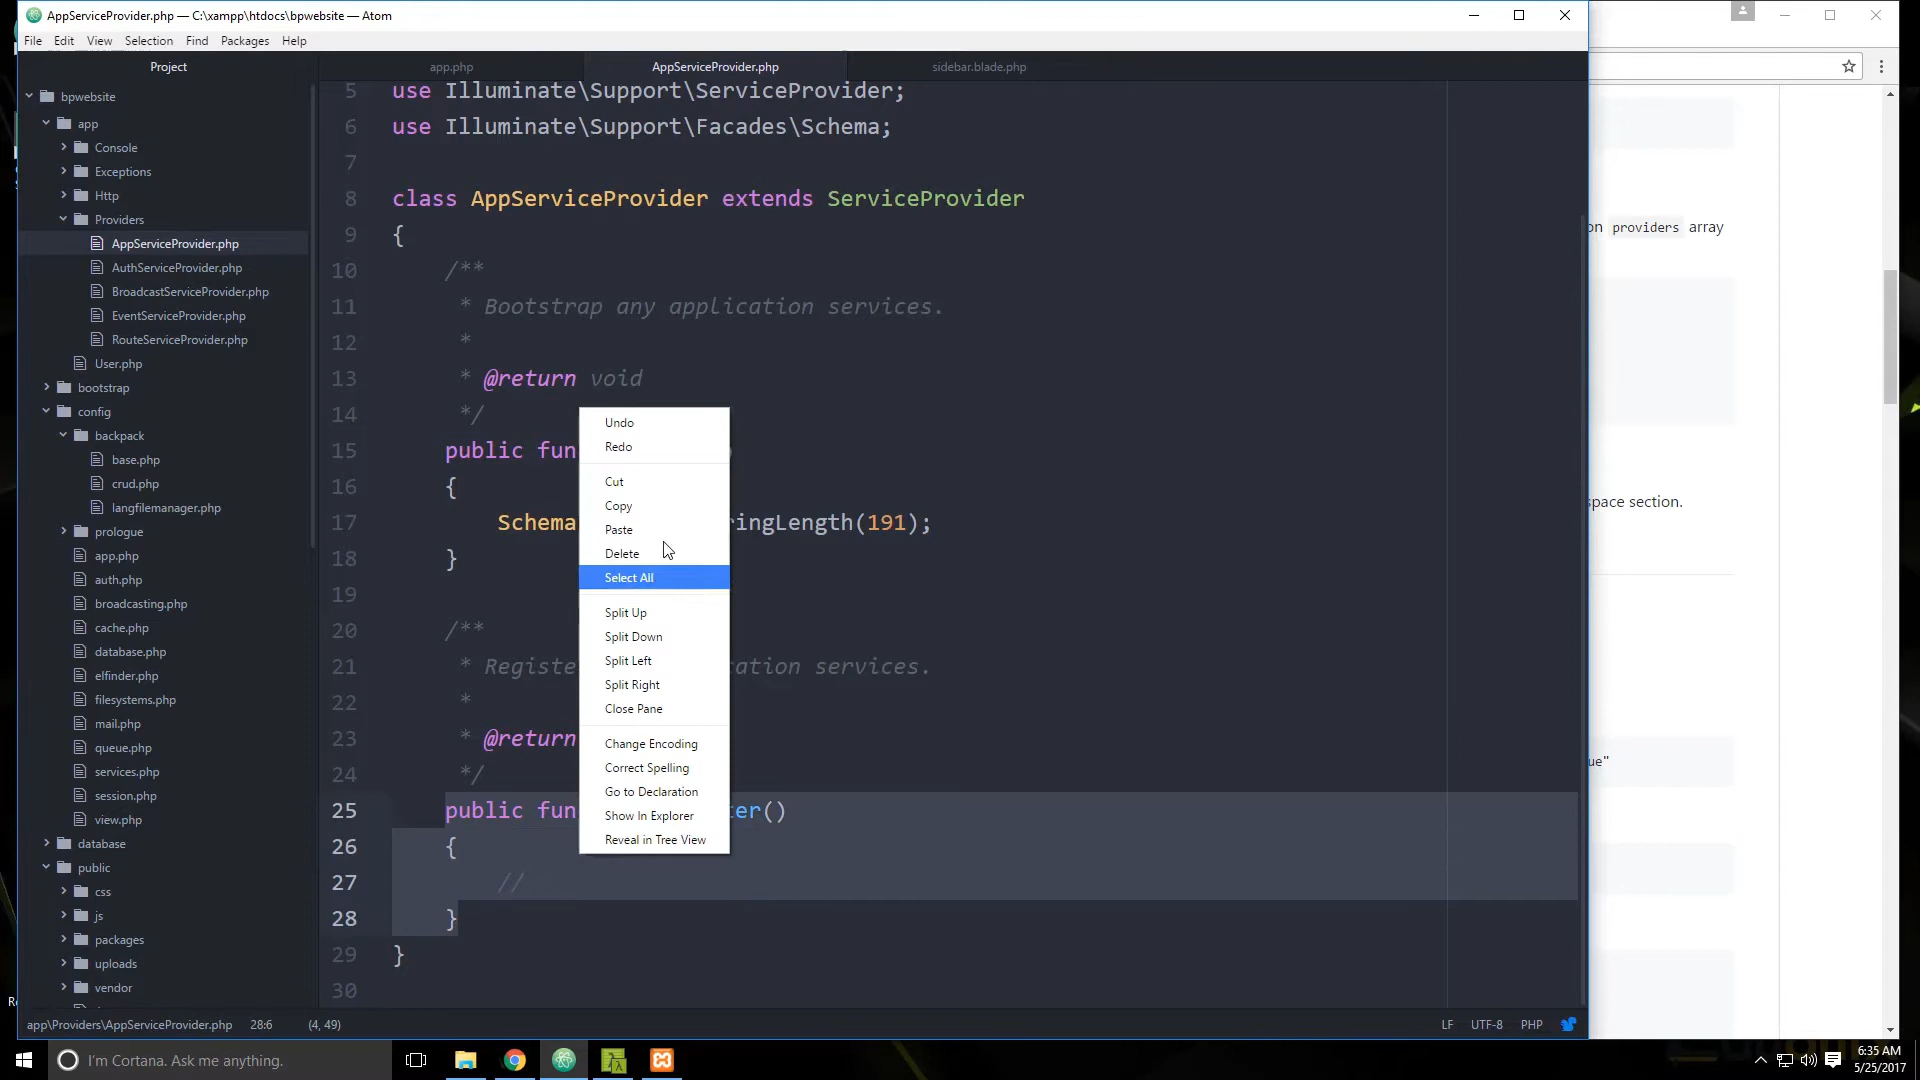 AppServiceProvider.php — C:\xampp\htdocs\bpwebsite — Atom
File Edit View Selection Find Packages Help
Project
app.php
AppServiceProvider.php
sidebar.blade.php
bpwebsite
app
Console
Exceptions
Http
Providers
AppServiceProvider.php
AuthServiceProvider.php
BroadcastServiceProvider.php
EventServiceProvider.php
RouteServiceProvider.php
User.php
bootstrap
config
backpack
base.php
crud.php
langfilemanager.php
prologue
app.php
auth.php
broadcasting.php
cache.php
database.php
elfinder.php
filesystems.php
mail.php
queue.php
services.php
session.php
view.php
database
public
css
js
packages
uploads
vendor
5 use Illuminate\Support\ServiceProvider;
6 use Illuminate\Support\Facades\Schema;
7
8 class AppServiceProvider extends ServiceProvider
9 {
10 /**
11 * Bootstrap any application services.
12 *
13 * @return void
14 */
15 public fun
16 {
17 Schema ringLength(191);
18 }
19
20 /**
21 * Registe cation services.
22 *
23 * @return
24 */
25 public fun ter()
26 {
27 //
28 }
29 }
30
Undo
Redo
Cut
Copy
Paste
Delete
Select All
Split Up
Split Down
Split Left
Split Right
Close Pane
Change Encoding
Correct Spelling
Go to Declaration
Show In Explorer
Reveal in Tree View
on providers array
space section.
ue"
app\Providers\AppServiceProvider.php 28:6 (4, 49)
LF UTF-8 PHP
I'm Cortana. Ask me anything.
6:35 AM
5/25/2017